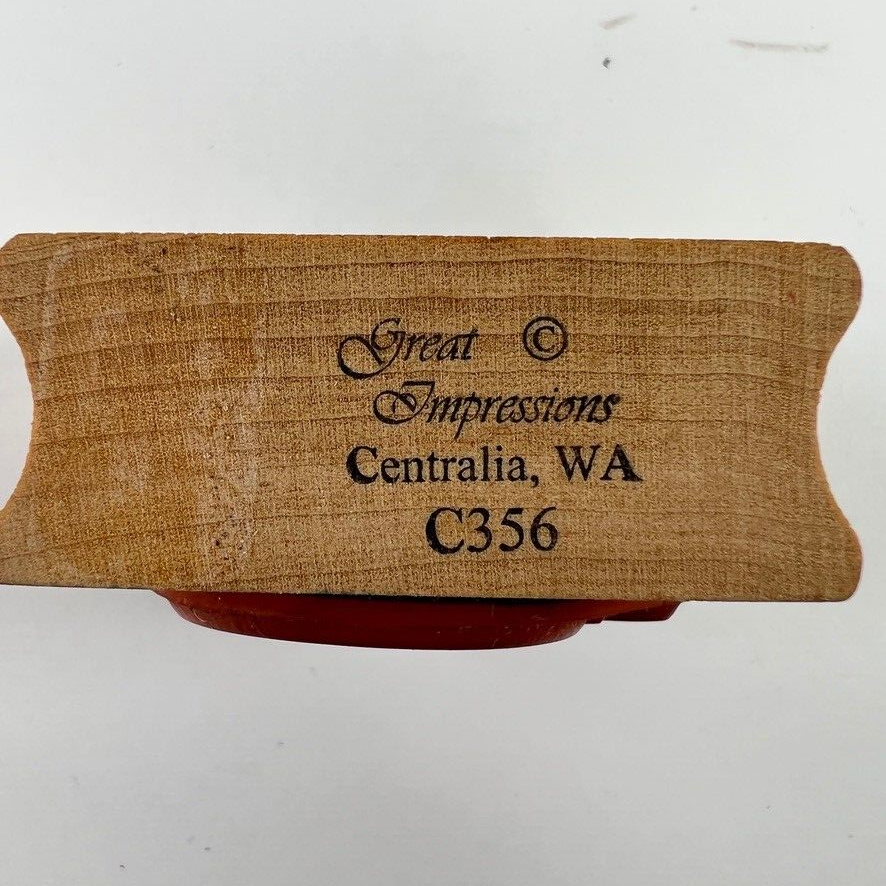 Great ©
Impressions
Centralia, WA
C356